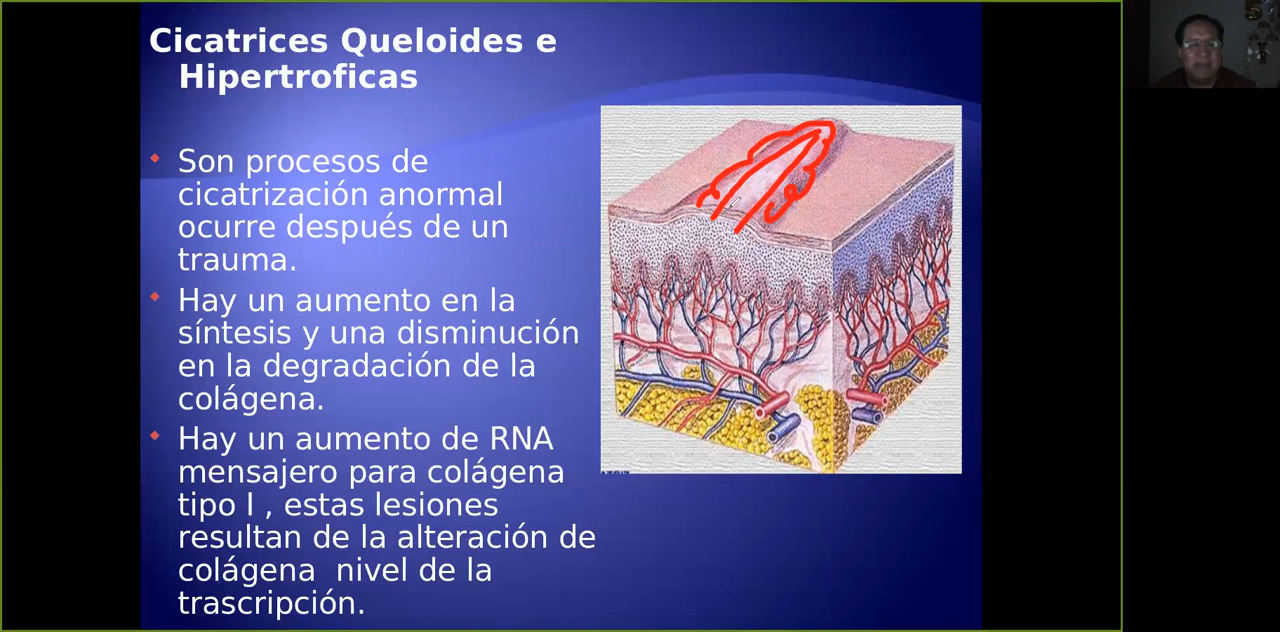 Cicatrices Queloides e
Hipertroficas
Son procesos de
cicatrización anormal
ocurre después de un
trauma.
Hay un aumento en la
síntesis y una disminución
en la degradación de la
colágena.
Hay un aumento de RNA
mensajero para colágena
tipo I , estas lesiones
resultan de la alteración de
colágena  nivel de la
trascripción.